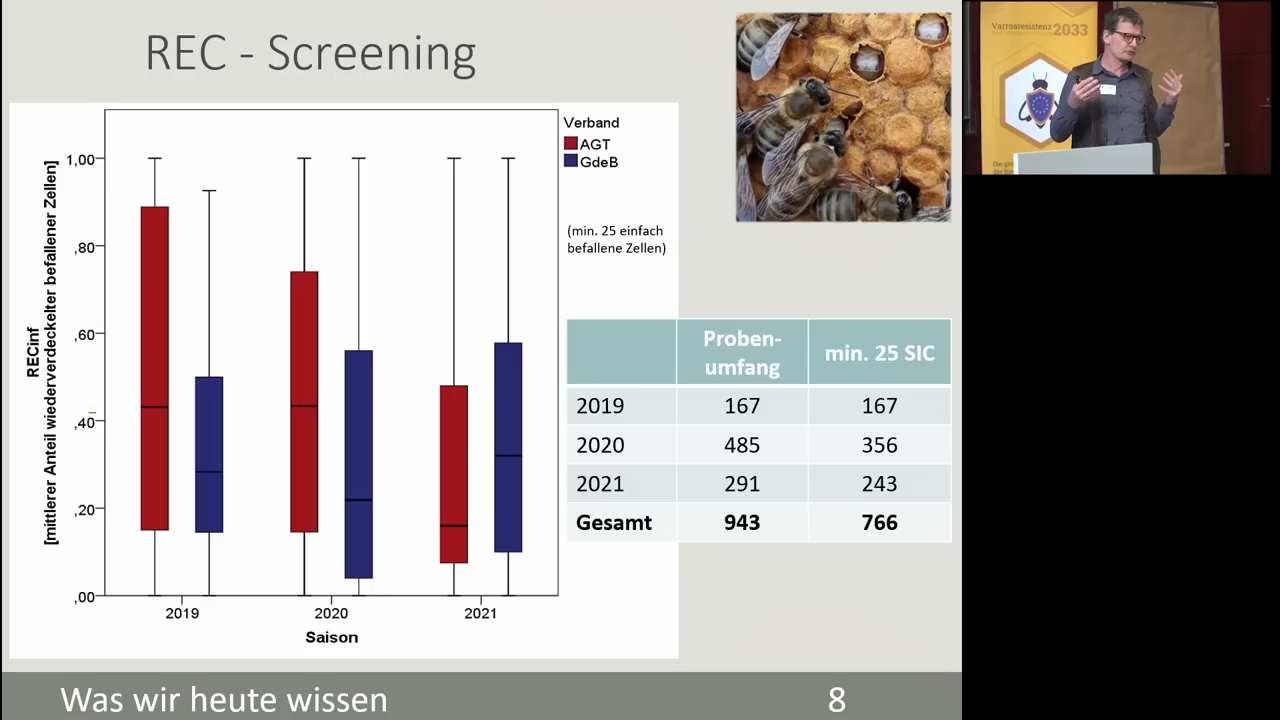 REC - Screening
Verband
AGT
GdeB
(min. 25 einfach
befallene Zellen)
RECinf
[mittlerer Anteil wiederverdeckelter befallener Zellen]
1,00
,80
,60
,40
,20
,00
2019
2020
2021
Saison
Proben-
umfang
min. 25 SIC
2019 167 167
2020 485 356
2021 291 243
Gesamt 943 766
Was wir heute wissen
8
Varroaresistenz
2033